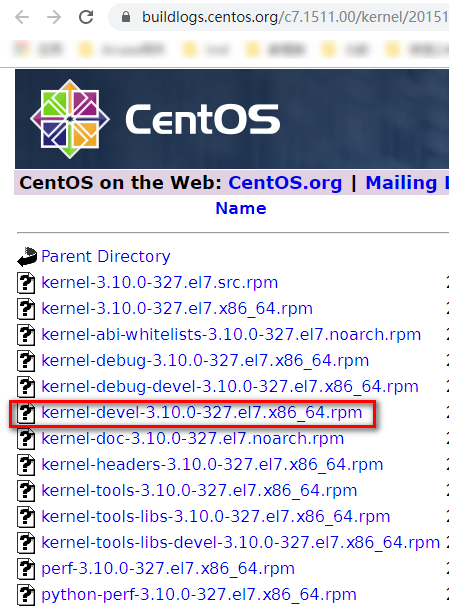 buildlogs.centos.org/c7.1511.00/kernel/20151
CentOS
CentOS on the Web: CentOS.org | Mailing L
Name
Parent Directory
kernel-3.10.0-327.el7.src.rpm
kernel-3.10.0-327.el7.x86_64.rpm
kernel-abi-whitelists-3.10.0-327.el7.noarch.rpm
kernel-debug-3.10.0-327.el7.x86_64.rpm
kernel-debug-devel-3.10.0-327.el7.x86_64.rpm
kernel-devel-3.10.0-327.el7.x86_64.rpm
kernel-doc-3.10.0-327.el7.noarch.rpm
kernel-headers-3.10.0-327.el7.x86_64.rpm
kernel-tools-3.10.0-327.el7.x86_64.rpm
kernel-tools-libs-3.10.0-327.el7.x86_64.rpm
kernel-tools-libs-devel-3.10.0-327.el7.x86_64.rpm
perf-3.10.0-327.el7.x86_64.rpm
python-perf-3.10.0-327.el7.x86_64.rpm